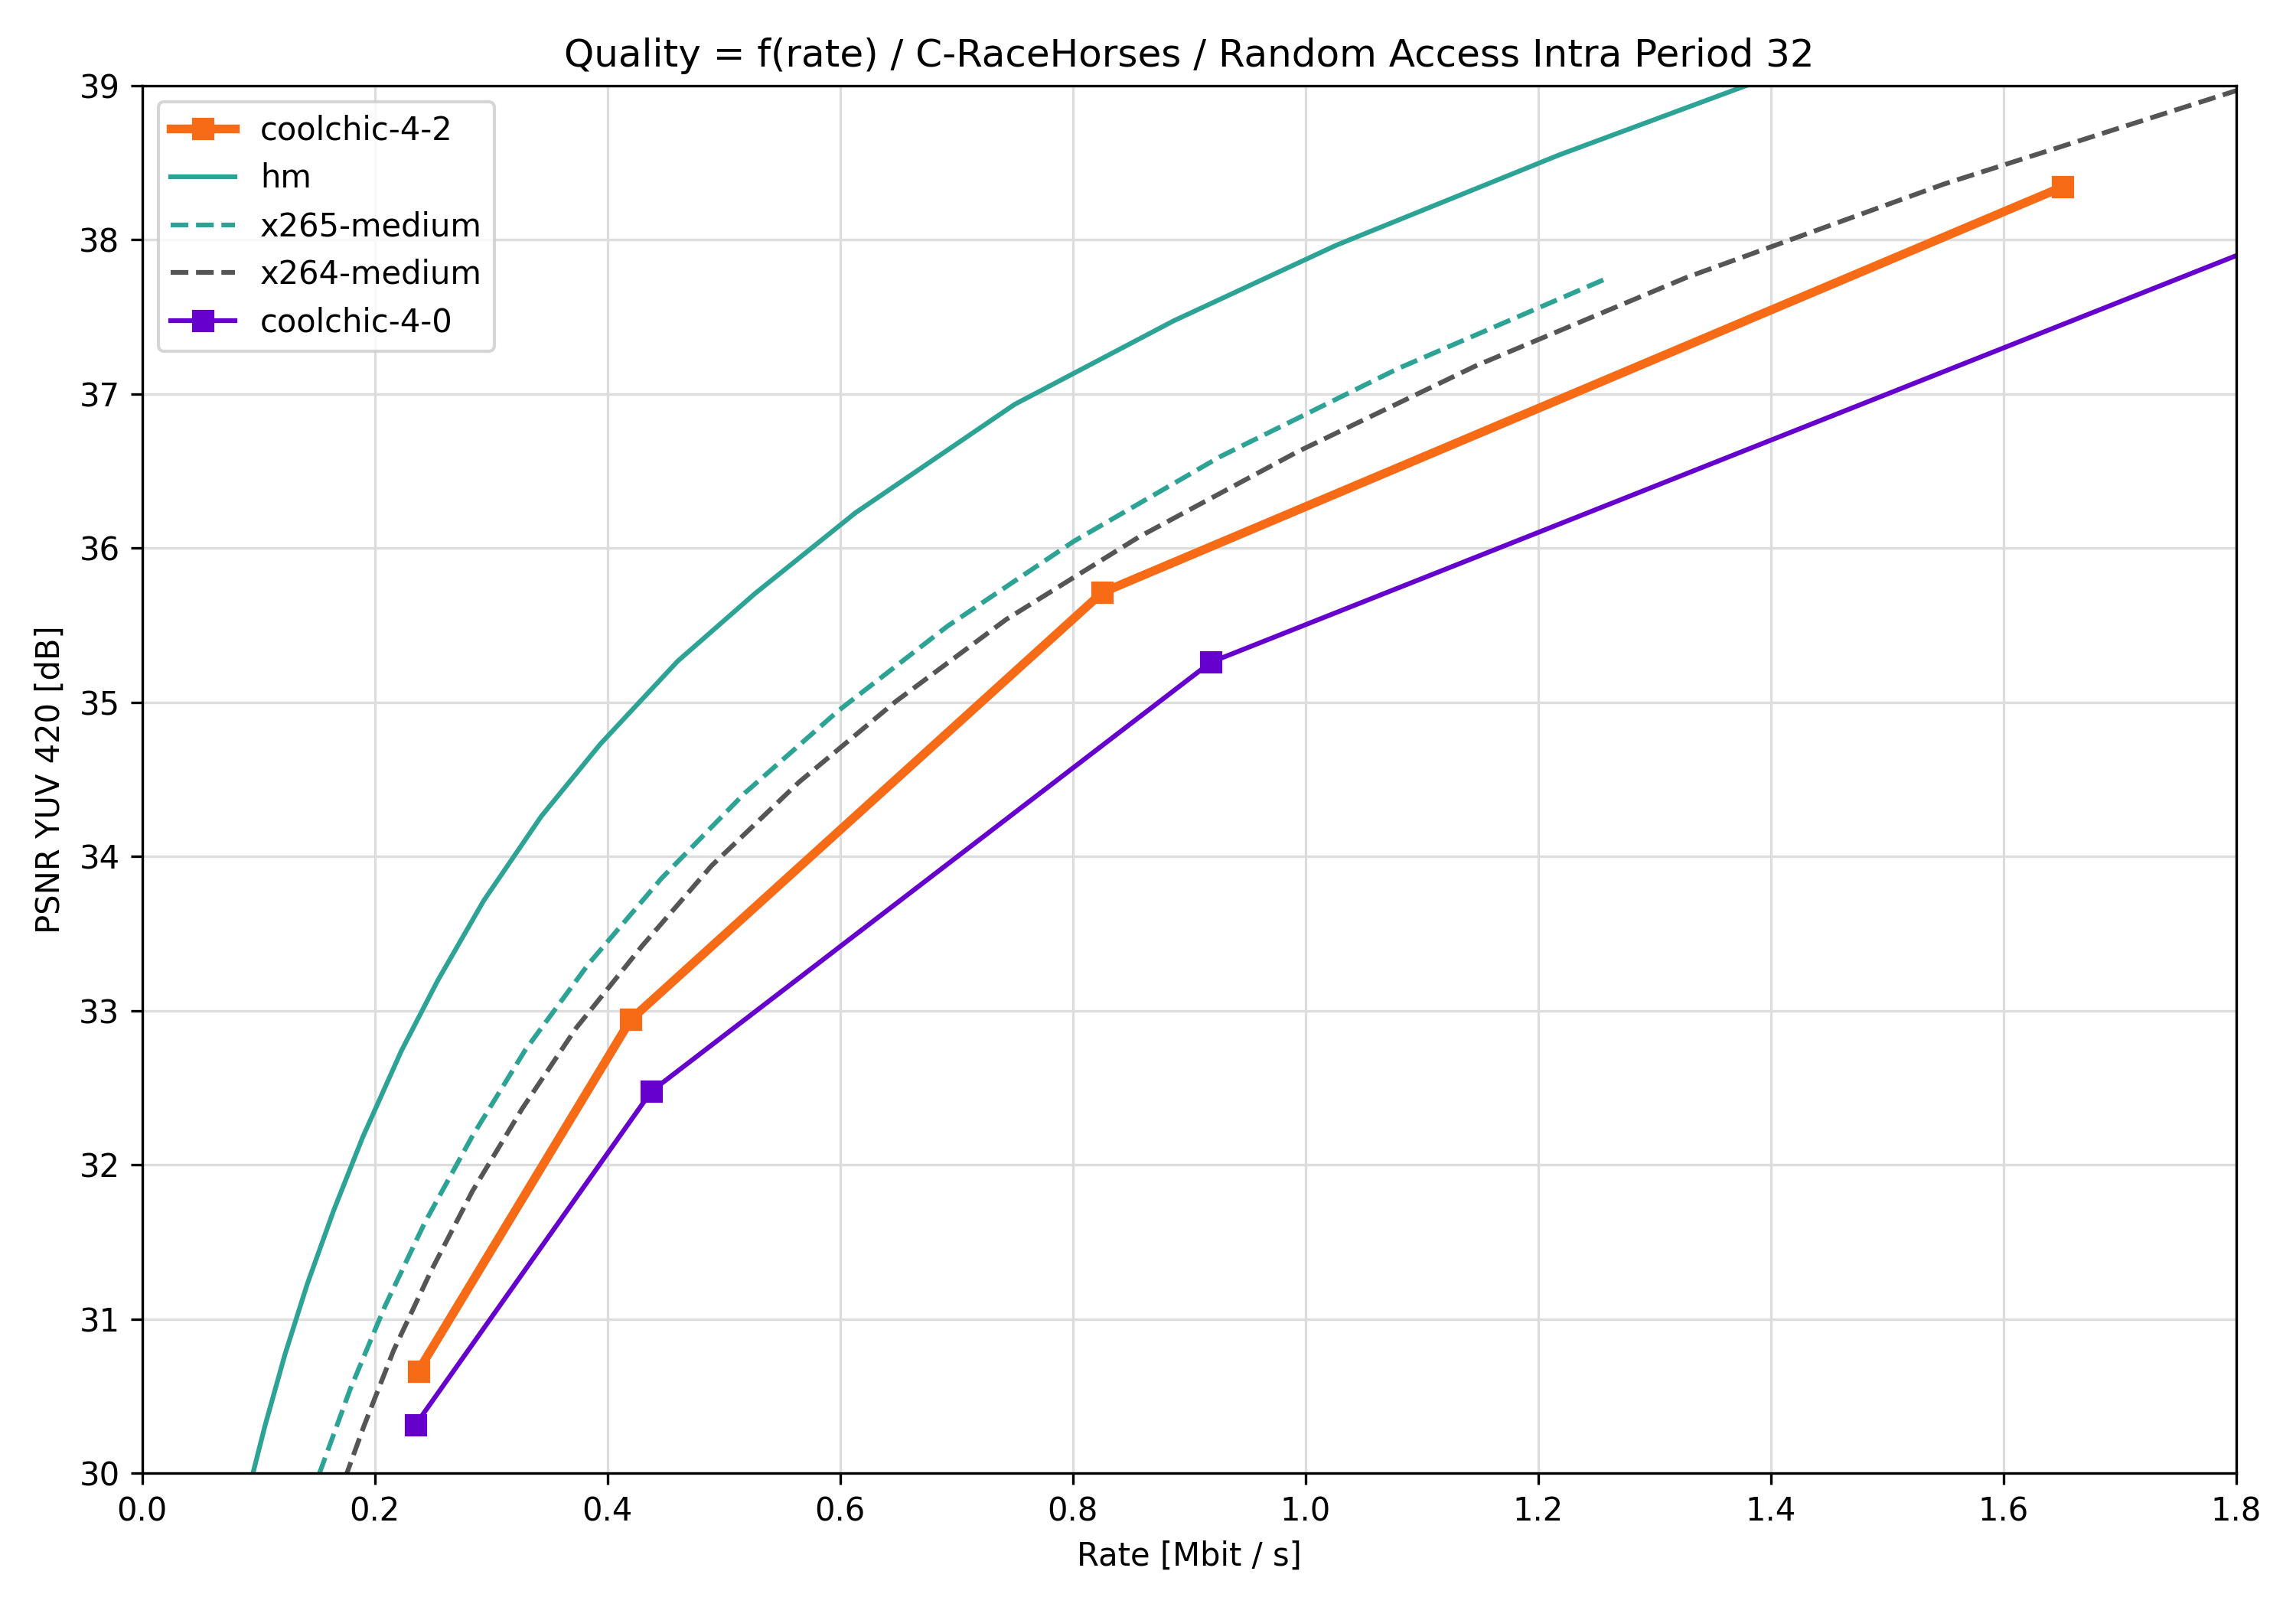 Quality = f(rate) / C-RaceHorses / Random Access Intra Period 32
39
38
37
36
35
34
33
32
31
30
PSNR YUV 420 [dB]
coolchic-4-2
hm
x265-medium
x264-medium
coolchic-4-0
0.0 0.2 0.4 0.6 0.8 1.0 1.2 1.4 1.6 1.8
Rate [Mbit / s]